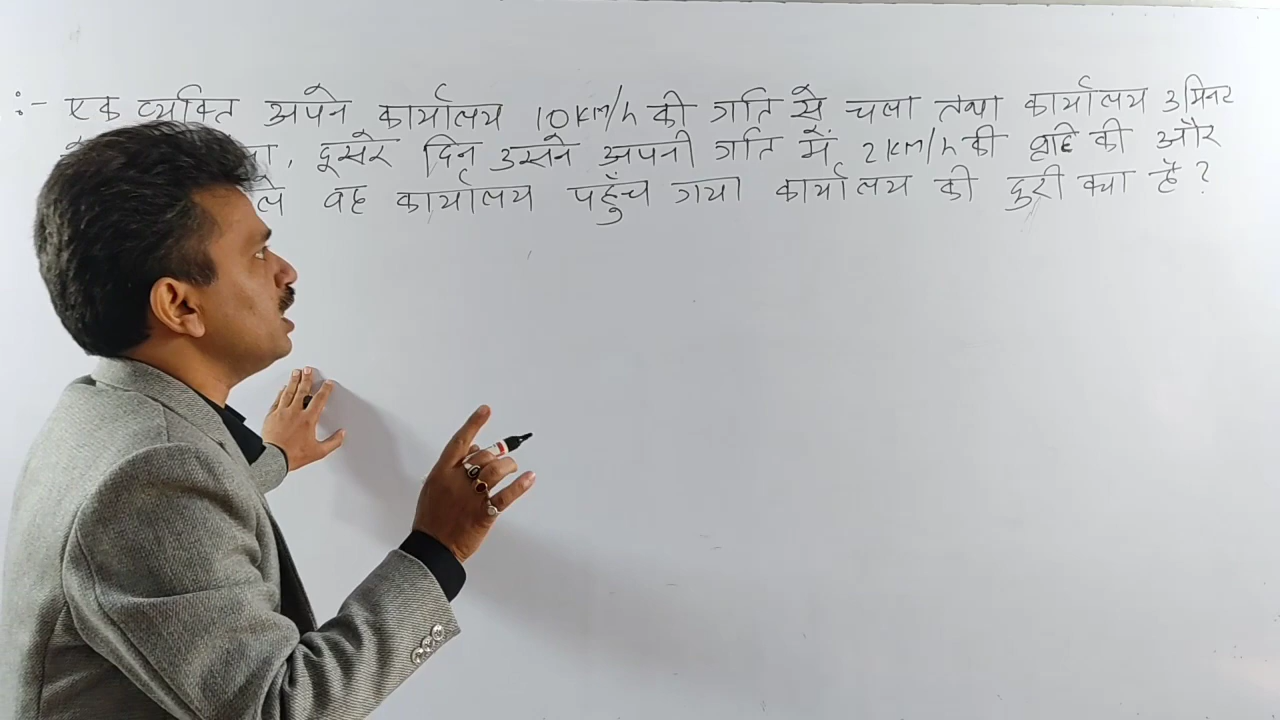 :- एक व्यक्ति अपने कार्यालय 10KM/h की गति से चला तथा कार्यालय 3 मिनट
दूसरे दिन उसने अपनी गति में 2KM/h की वृद्धि की और
वह कार्यालय पहुँच गया कार्यालय की दुरी क्या है?